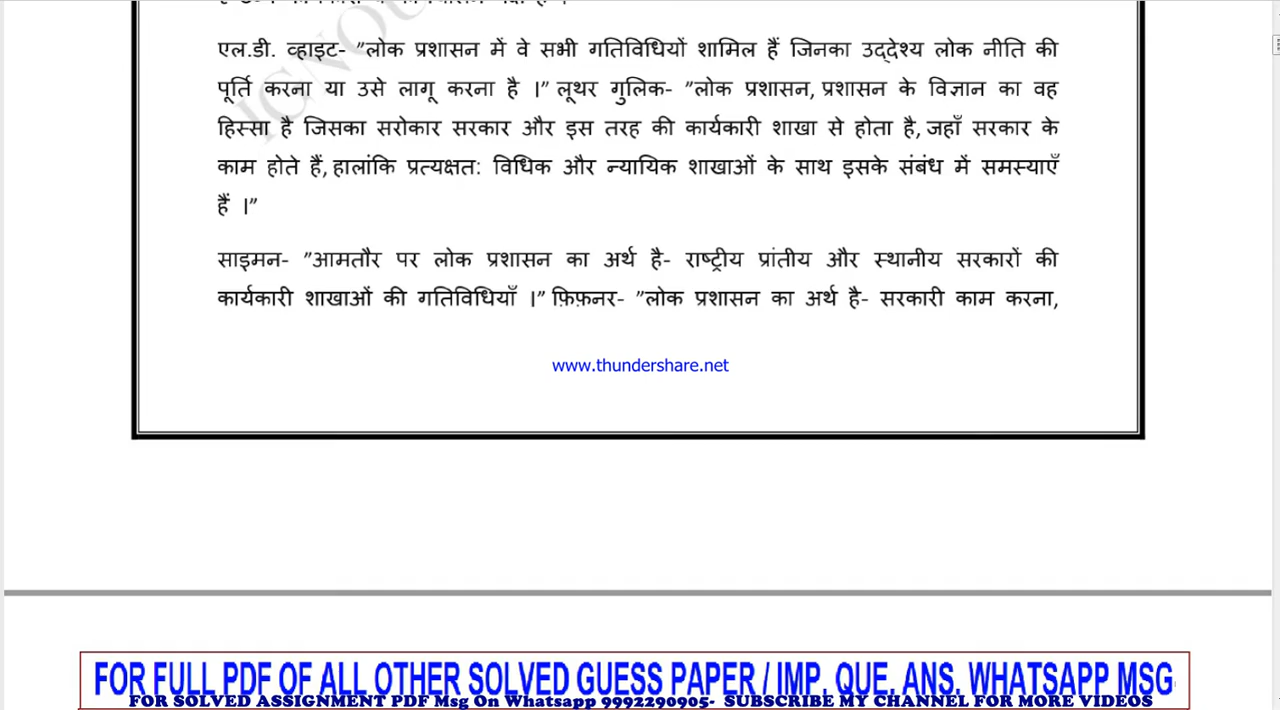 एल.डी. व्हाइट- ”लोक प्रशासन में वे सभी गतिविधियों शामिल हैं जिनका उद्देश्य लोक नीति की
पूर्ति करना या उसे लागू करना है ।” लूथर गुलिक- ”लोक प्रशासन, प्रशासन के विज्ञान का वह
हिस्सा है जिसका सरोकार सरकार और इस तरह की कार्यकारी शाखा से होता है, जहाँ सरकार के
काम होते हैं, हालांकि प्रत्यक्षत: विधिक और न्यायिक शाखाओं के साथ इसके संबंध में समस्याएँ
हैं ।”
साइमन- ”आमतौर पर लोक प्रशासन का अर्थ है- राष्ट्रीय प्रांतीय और स्थानीय सरकारों की
कार्यकारी शाखाओं की गतिविधियाँ ।” फ़िफ़नर- ”लोक प्रशासन का अर्थ है- सरकारी काम करना,
www.thundershare.net
FOR FULL PDF OF ALL OTHER SOLVED GUESS PAPER / IMP. QUE. ANS. WHATSAPP MSG
FOR SOLVED ASSIGNMENT PDF Msg On Whatsapp 9992290905- SUBSCRIBE MY CHANNEL FOR MORE VIDEOS
IGNOU